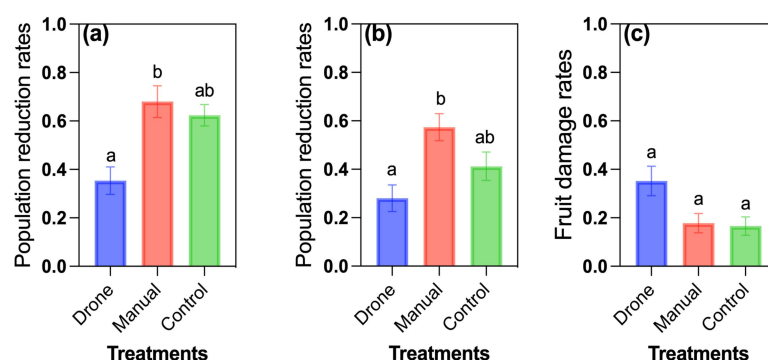 (a)
Population reduction rates
1.0
0.8
0.6
0.4
0.2
0.0
a
b
ab
Drone
Manual
Control
Treatments
(b)
Population reduction rates
1.0
0.8
0.6
0.4
0.2
0.0
a
b
ab
Drone
Manual
Control
Treatments
(c)
Fruit damage rates
1.0
0.8
0.6
0.4
0.2
0.0
a
a
a
Drone
Manual
Control
Treatments